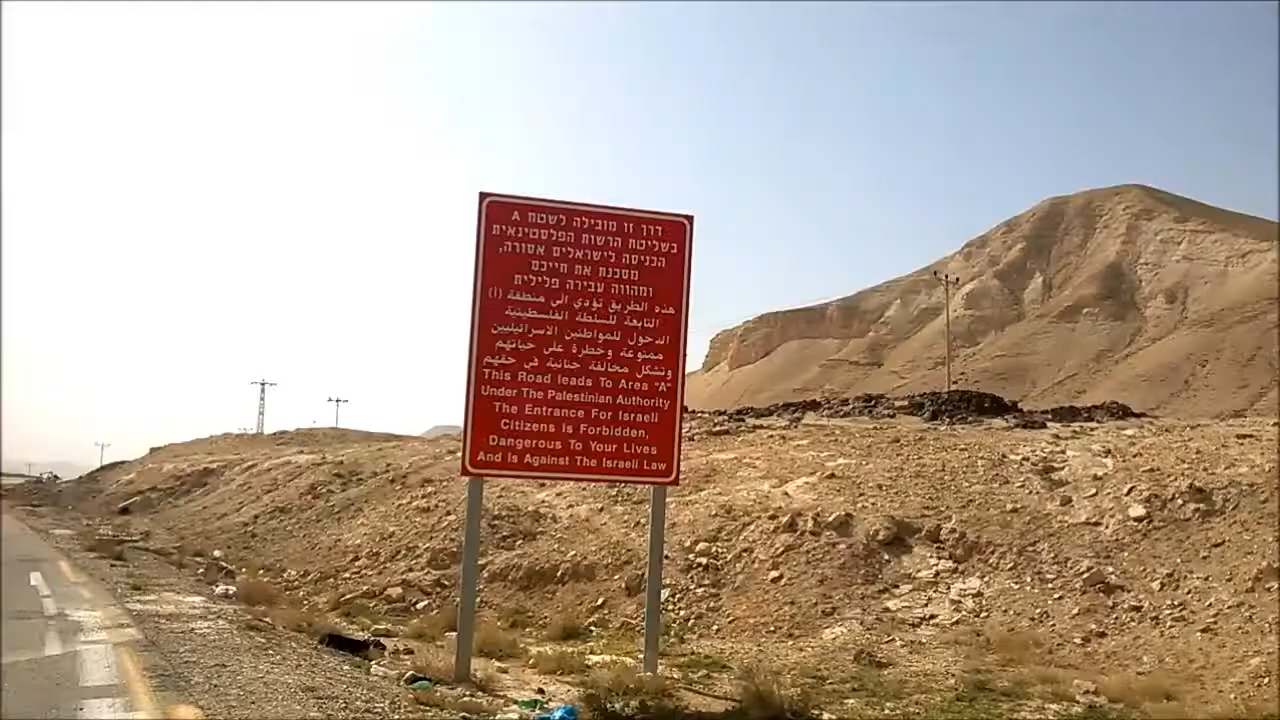 דרך זו מובילה לשטח A
בשליטת הרשות הפלסטינאית
הכניסה לישראלים אסורה,
מסכנת את חייכם
ומהווה עבירה פלילית
هذه الطريق تؤدي الى منطقة (أ)
التابعة للسلطة الفلسطينية
الدخول للمواطنين الاسرائيليين
ممنوعة وخطرة على حياتهم
وتشكل مخالفة جنائية في حقهم
This Road leads To Area "A"
Under The Palestinian Authority
The Entrance For Israeli
Citizens Is Forbidden,
Dangerous To Your Lives
And Is Against The Israeli Law